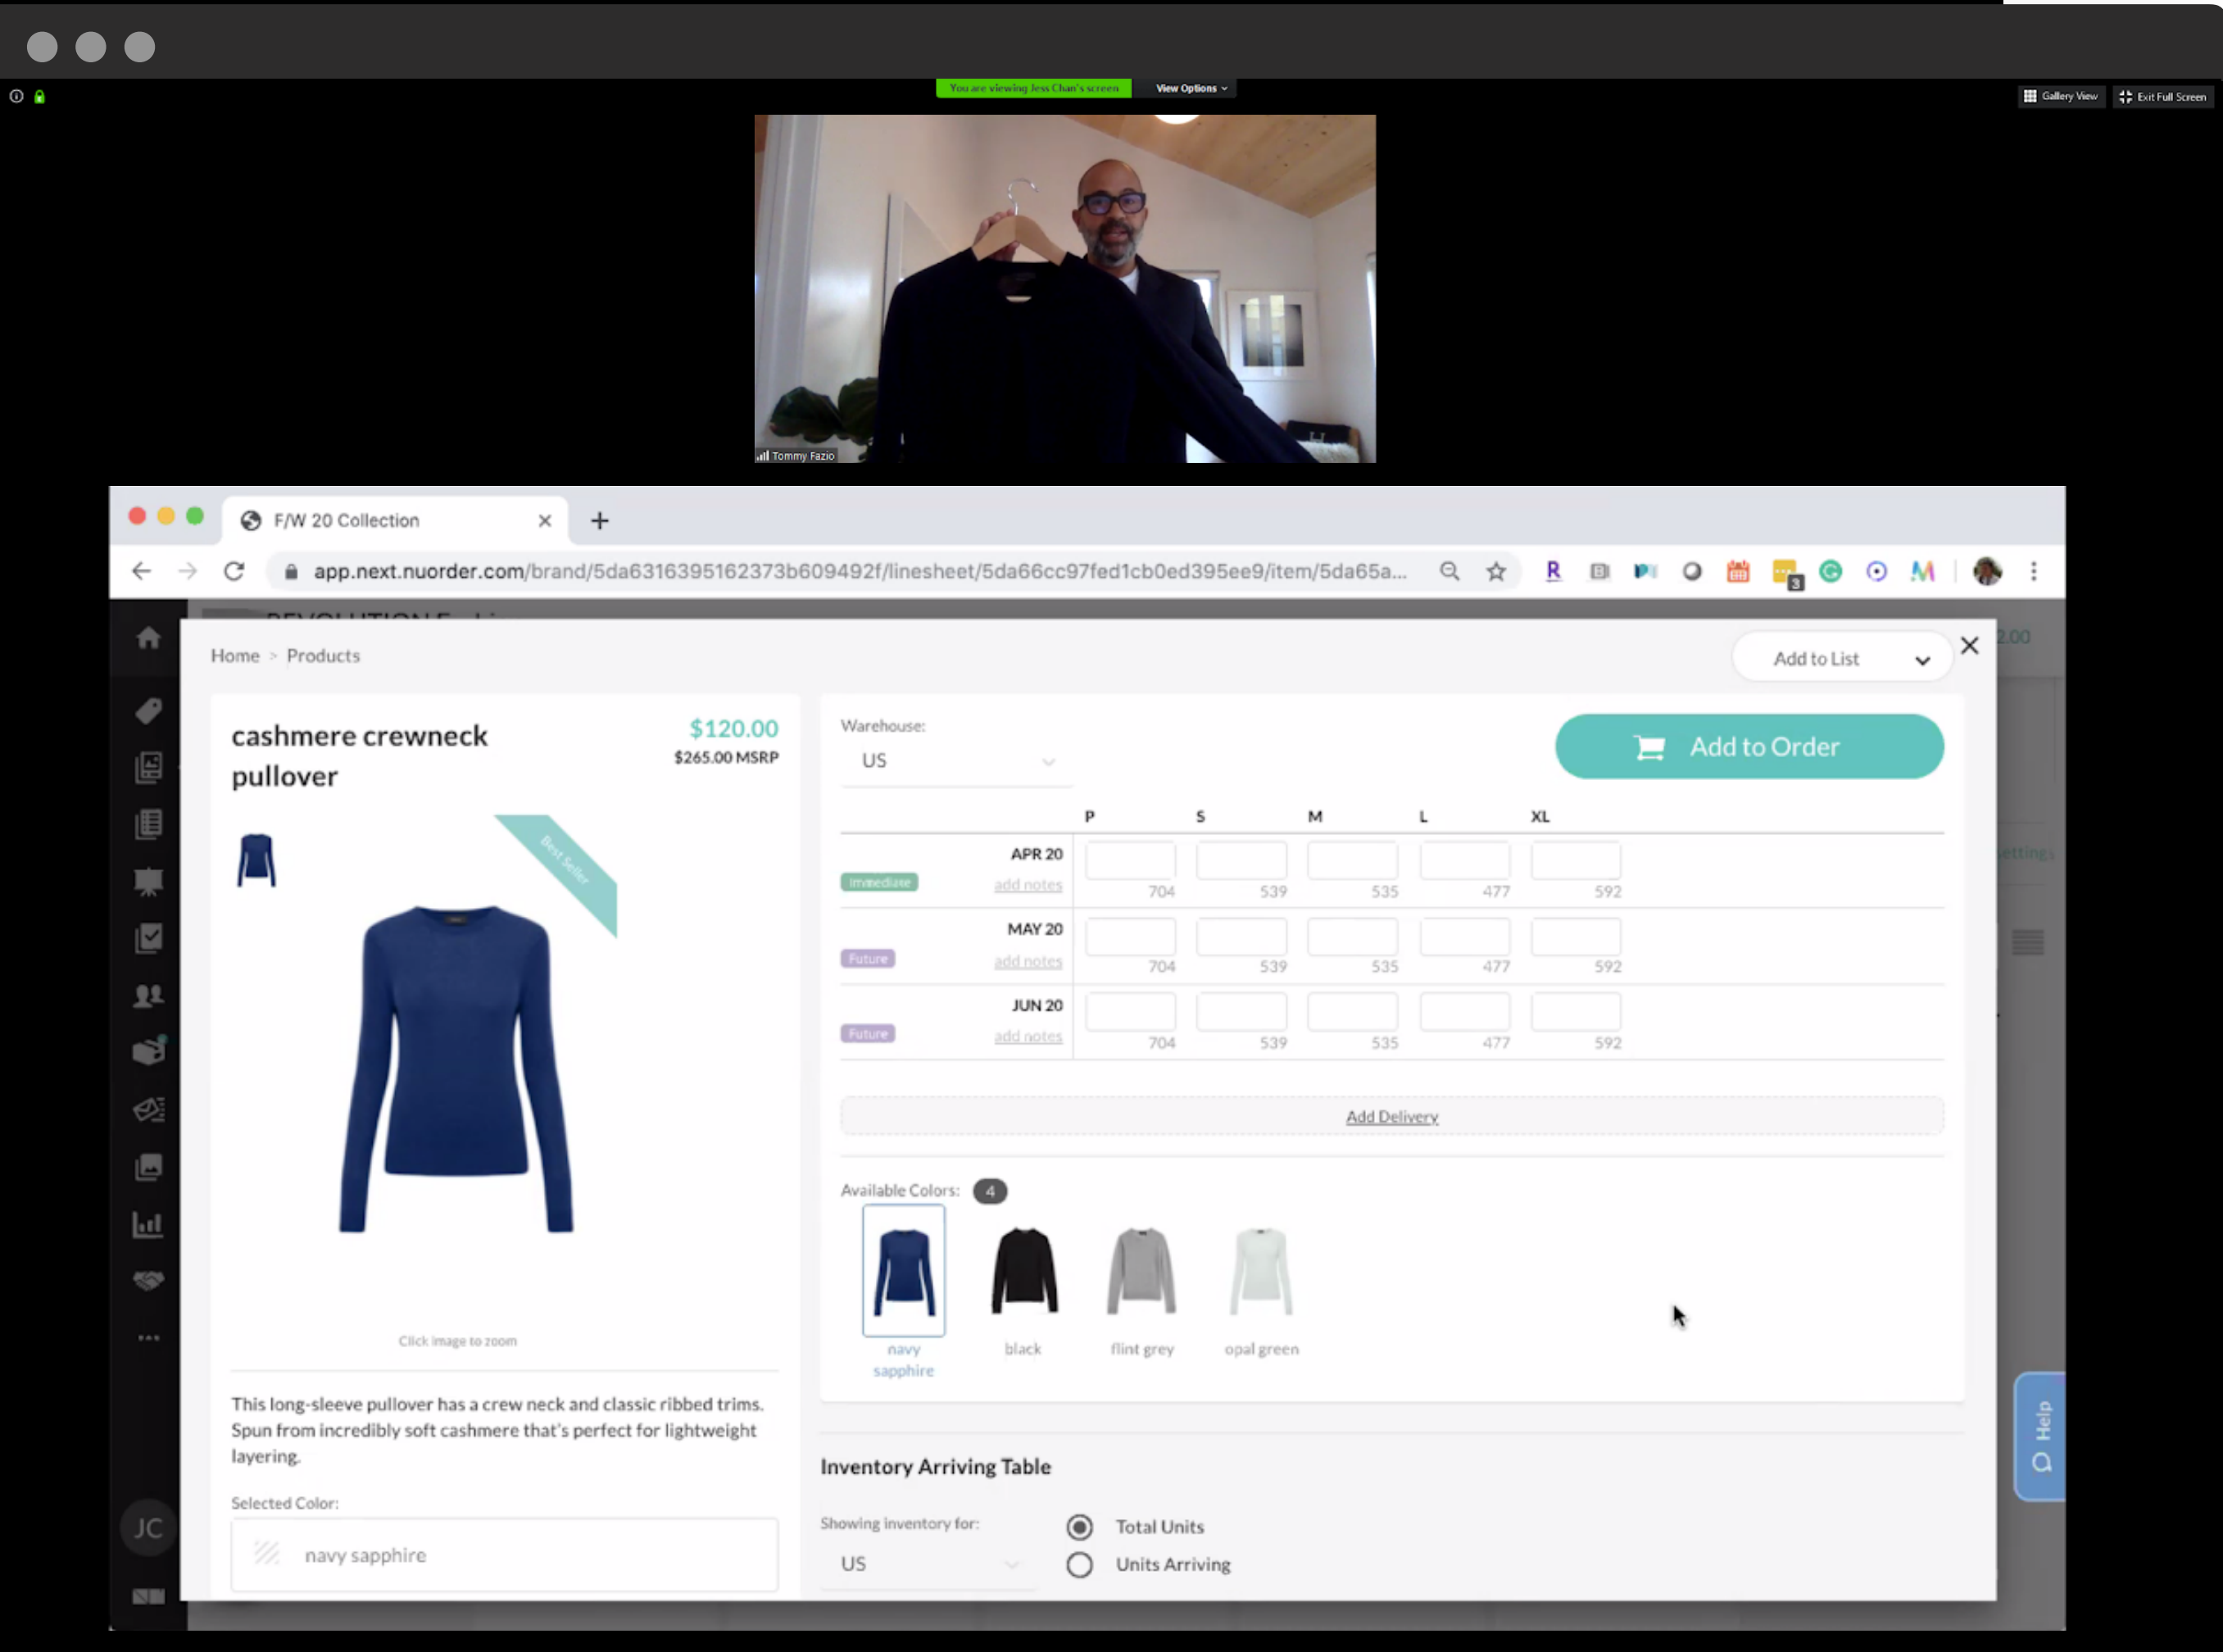 You are viewing Jess Chan's screen
View Options
Gallery View
Exit Full Screen
Tommy Fazio
F/W 20 Collection
app.next.nuorder.com/brand/5da6316395162373b609492f/linesheet/5da66cc97fed1cb0ed395ee9/item/5da65a...
R
3
M
2.00
Home > Products
Add to List
cashmere crewneck
pullover
$120.00
$265.00 MSRP
Best Seller
Click image to zoom
This long-sleeve pullover has a crew neck and classic ribbed trims.
Spun from incredibly soft cashmere that's perfect for lightweight
layering.
Selected Color:
navy sapphire
Warehouse:
US
Add to Order
P S M L XL
APR 20
Immediate add notes 704 539 535 477 592
MAY 20
Future add notes 704 539 535 477 592
JUN 20
Future add notes 704 539 535 477 592
Add Delivery
Available Colors: 4
navy
sapphire
black
flint grey
opal green
Inventory Arriving Table
Showing inventory for:
US
Total Units
Units Arriving
settings
Help
JC